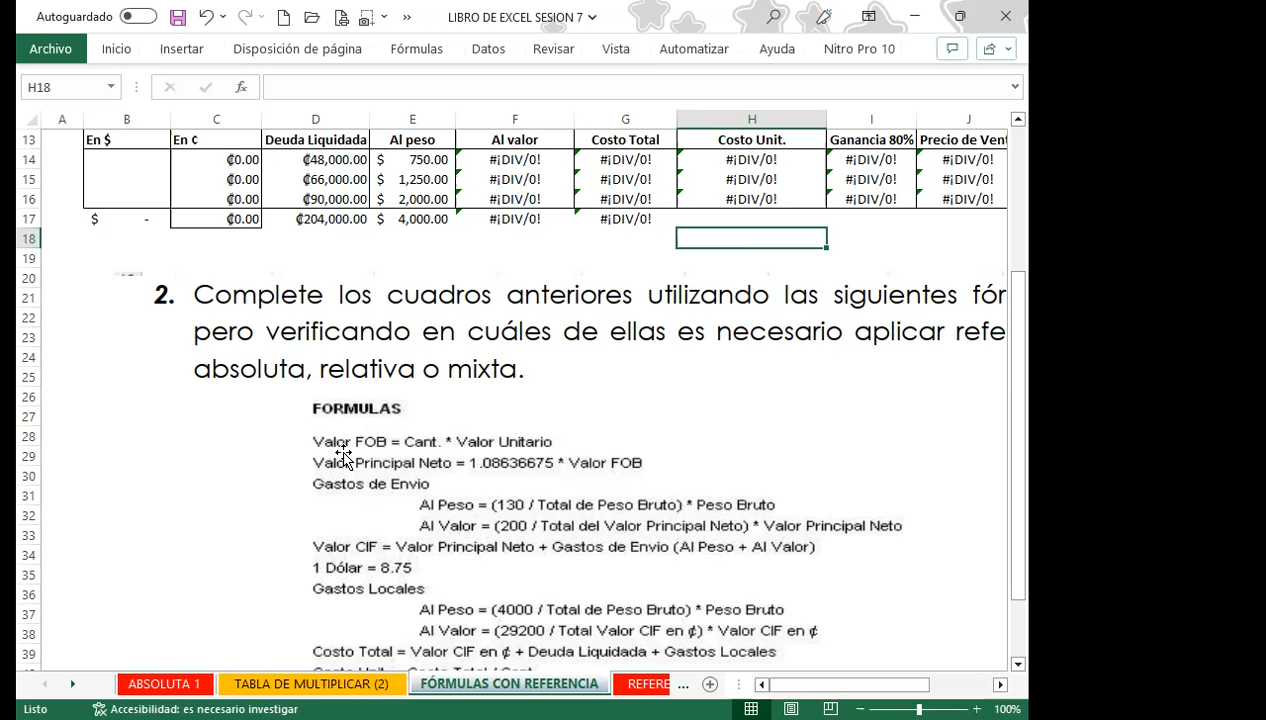 Autoguardado
LIBRO DE EXCEL SESION 7
Archivo Inicio Insertar Disposición de página Fórmulas Datos Revisar Vista Automatizar Ayuda Nitro Pro 10
H18 fx
A B C D E F G H I J
13 En $ En ¢ Deuda Liquidada Al peso Al valor Costo Total Costo Unit. Ganancia 80% Precio de Ven
14 ₡0.00 ₡48,000.00 $ 750.00 #¡DIV/0! #¡DIV/0! #¡DIV/0! #¡DIV/0! #¡DIV/0!
15 ₡0.00 ₡66,000.00 $ 1,250.00 #¡DIV/0! #¡DIV/0! #¡DIV/0! #¡DIV/0! #¡DIV/0!
16 ₡0.00 ₡90,000.00 $ 2,000.00 #¡DIV/0! #¡DIV/0! #¡DIV/0! #¡DIV/0! #¡DIV/0!
17 $ - ₡0.00 ₡204,000.00 $ 4,000.00 #¡DIV/0! #¡DIV/0!
18
19
20
21
22
23
24
25
26
27
28
29
30
31
32
33
34
35
36
37
38
39
2. Complete los cuadros anteriores utilizando las siguientes fór
pero verificando en cuáles de ellas es necesario aplicar refe
absoluta, relativa o mixta.
FORMULAS
Valor FOB = Cant. * Valor Unitario
Valor Principal Neto = 1.08636675 * Valor FOB
Gastos de Envio
Al Peso = (130 / Total de Peso Bruto) * Peso Bruto
Al Valor = (200 / Total del Valor Principal Neto) * Valor Principal Neto
Valor CIF = Valor Principal Neto + Gastos de Envio (Al Peso + Al Valor)
1 Dólar = 8.75
Gastos Locales
Al Peso = (4000 / Total de Peso Bruto) * Peso Bruto
Al Valor = (29200 / Total Valor CIF en ¢) * Valor CIF en ¢
Costo Total = Valor CIF en ¢ + Deuda Liquidada + Gastos Locales
ABSOLUTA 1 TABLA DE MULTIPLICAR (2) FÓRMULAS CON REFERENCIA REFERE ...
Listo Accesibilidad: es necesario investigar 100%